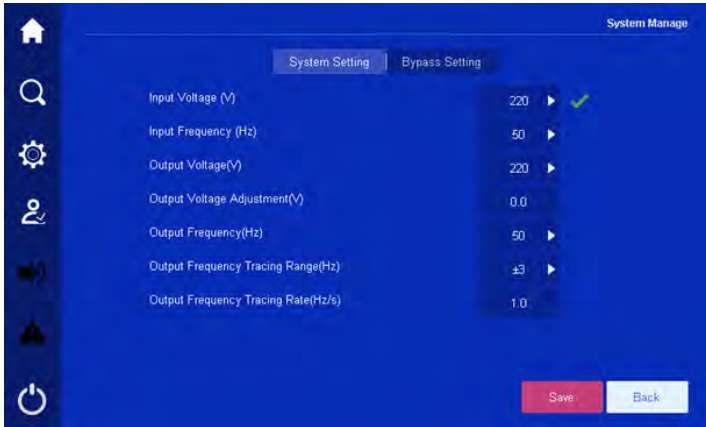 System Manage
System Setting Bypass Setting
Input Voltage (V) 220
Input Frequency (Hz) 50
Output Voltage(V) 220
Output Voltage Adjustment(V) 0.0
Output Frequency(Hz) 50
Output Frequency Tracing Range(Hz) ±3
Output Frequency Tracing Rate(Hz/s) 1.0
Save Back